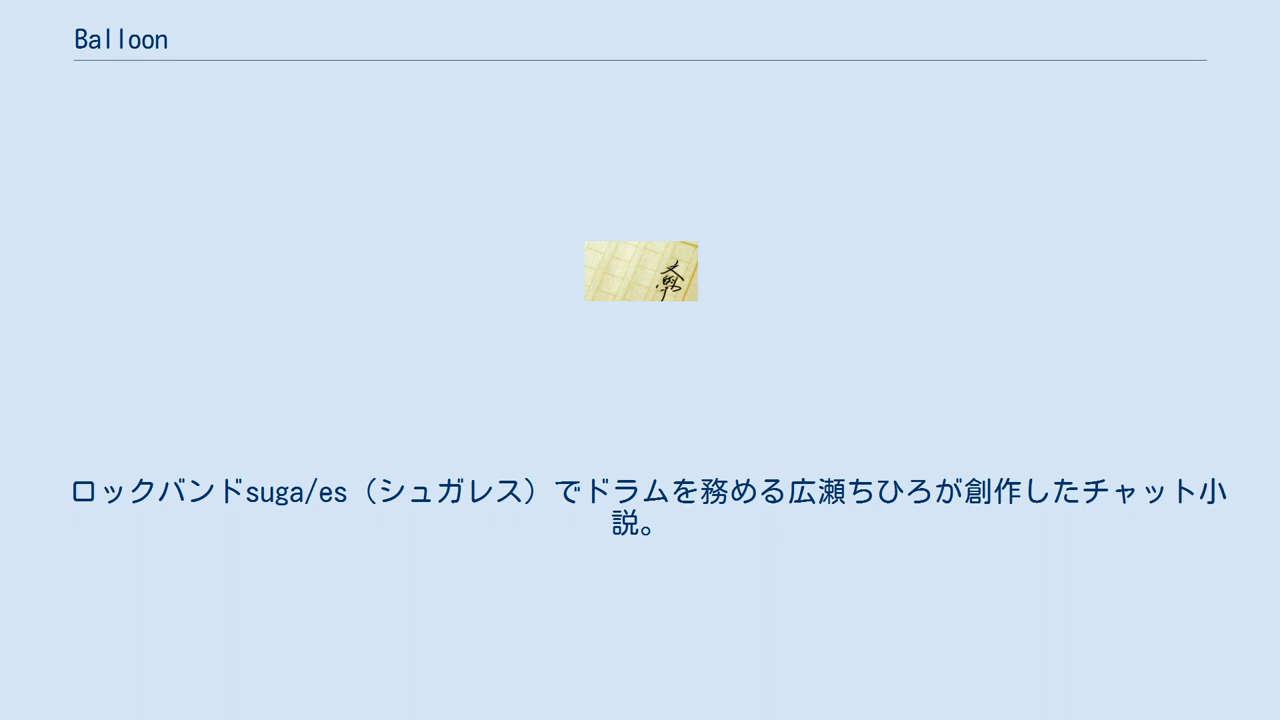 Balloon
ロックバンドsuga/es（シュガレス）でドラムを務める広瀬ちひろが創作したチャット小
説。